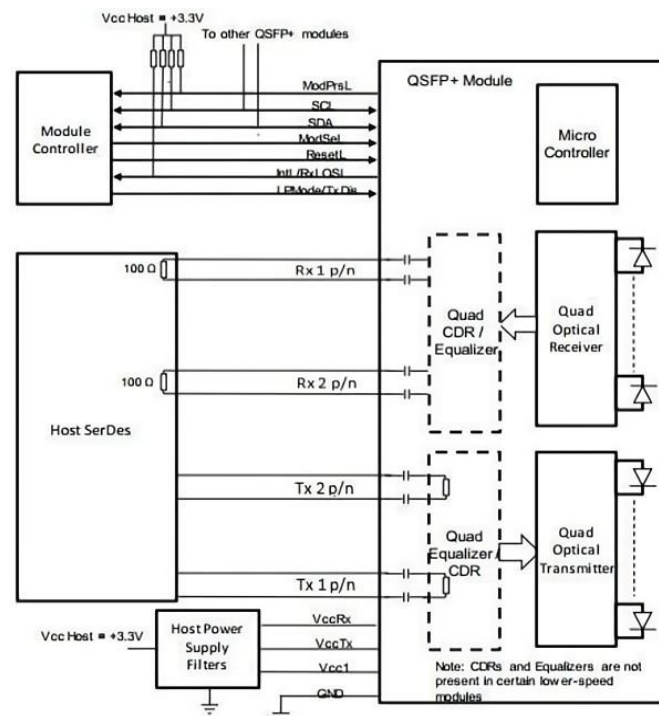 Vcc Host = +3.3V
To other QSFP+ modules
QSFP+ Module
ModPrsL
SCL
SDA
ModSeL
ResetL
IntL/RxLOSL
LPMode/TxDis
Module
Controller
Micro
Controller
100 Ω
Rx 1 p/n
Quad
CDR /
Equalizer
Quad
Optical
Receiver
100 Ω
Rx 2 p/n
Host SerDes
Tx 2 p/n
Quad
Equalizer /
CDR
Quad
Optical
Transmitter
Tx 1 p/n
Vcc Host = +3.3V
Host Power
Supply
Filters
VccRx
VccTx
Vcc1
GND
Note: CDRs and Equalizers are not
present in certain lower-speed
modules